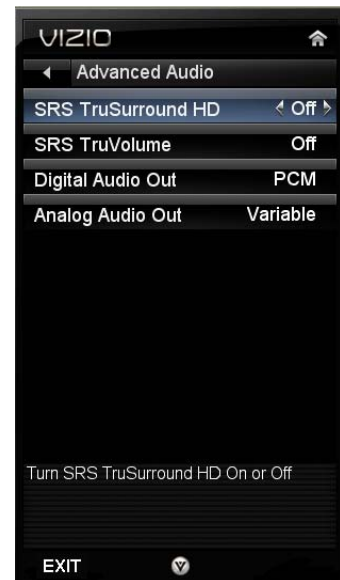 VIZIO
Advanced Audio
SRS TruSurround HD Off
SRS TruVolume Off
Digital Audio Out PCM
Analog Audio Out Variable
Turn SRS TruSurround HD On or Off
EXIT V